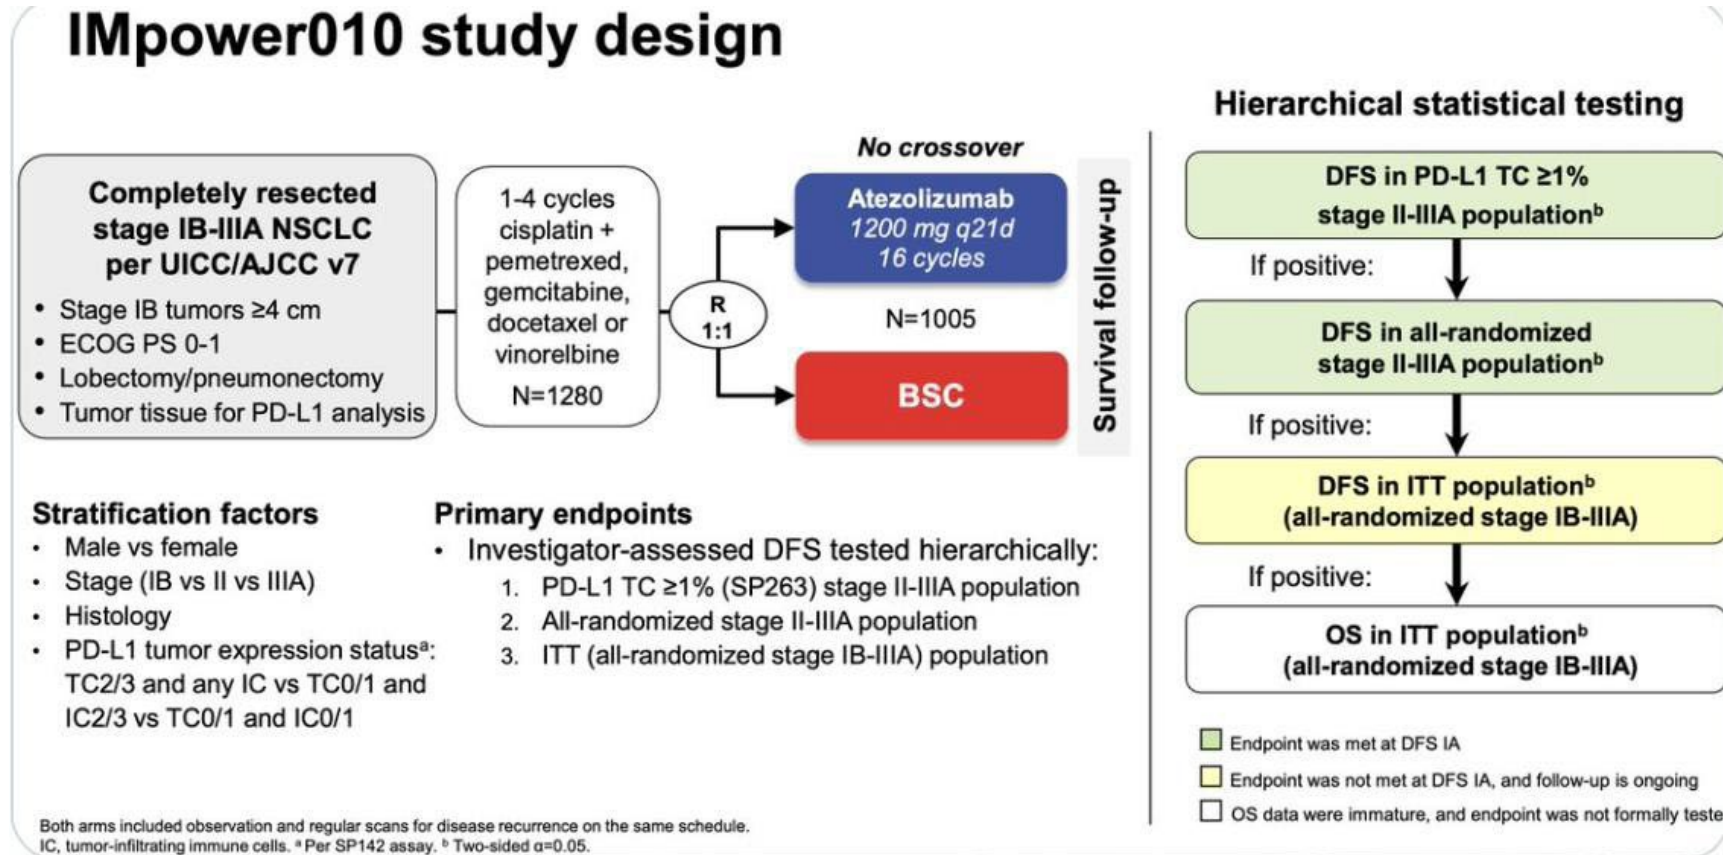 IMpower010 study design
Completely resected
stage IB-IIIA NSCLC
per UICC/AJCC v7
• Stage IB tumors ≥4 cm
• ECOG PS 0-1
• Lobectomy/pneumonectomy
• Tumor tissue for PD-L1 analysis
1-4 cycles
cisplatin +
pemetrexed,
gemcitabine,
docetaxel or
vinorelbine
N=1280
R
1:1
No crossover
Atezolizumab
1200 mg q21d
16 cycles
N=1005
BSC
Survival follow-up
Stratification factors
• Male vs female
• Stage (IB vs II vs IIIA)
• Histology
• PD-L1 tumor expression statusᵃ:
TC2/3 and any IC vs TC0/1 and
IC2/3 vs TC0/1 and IC0/1
Primary endpoints
• Investigator-assessed DFS tested hierarchically:
1. PD-L1 TC ≥1% (SP263) stage II-IIIA population
2. All-randomized stage II-IIIA population
3. ITT (all-randomized stage IB-IIIA) population
Hierarchical statistical testing
DFS in PD-L1 TC ≥1%
stage II-IIIA populationᵇ
If positive:
DFS in all-randomized
stage II-IIIA populationᵇ
If positive:
DFS in ITT populationᵇ
(all-randomized stage IB-IIIA)
If positive:
OS in ITT populationᵇ
(all-randomized stage IB-IIIA)
Endpoint was met at DFS IA
Endpoint was not met at DFS IA, and follow-up is ongoing
OS data were immature, and endpoint was not formally teste
Both arms included observation and regular scans for disease recurrence on the same schedule.
IC, tumor-infiltrating immune cells. ᵃ Per SP142 assay. ᵇ Two-sided α=0.05.